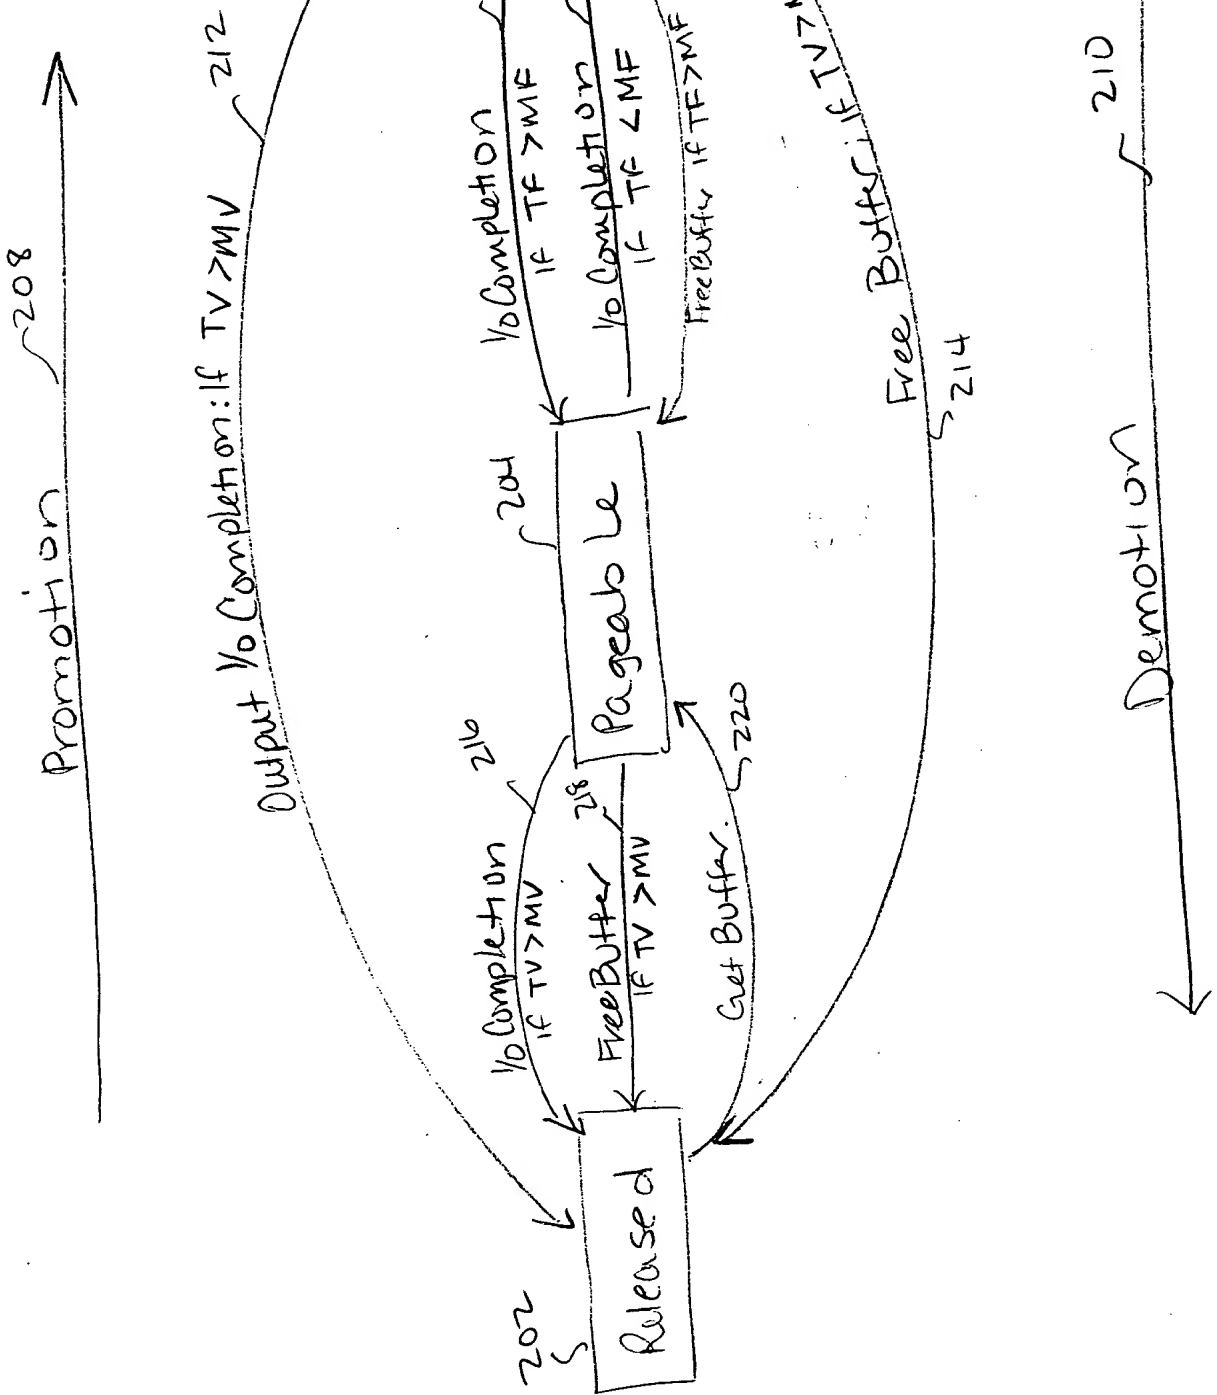 Promotion
208
Output I/O Completion: If TV>MV
212
I/O Completion
If TF >MF
I/O Completion
If TF <MF
FreeBuffer If TF>MF
204
Pageable
216
I/O Completion
If TV>MV
218
FreeBuffer
If TV >MV
GetBuffer.
220
202
Released
Free Buffer: If TV>
214
Demotion
210